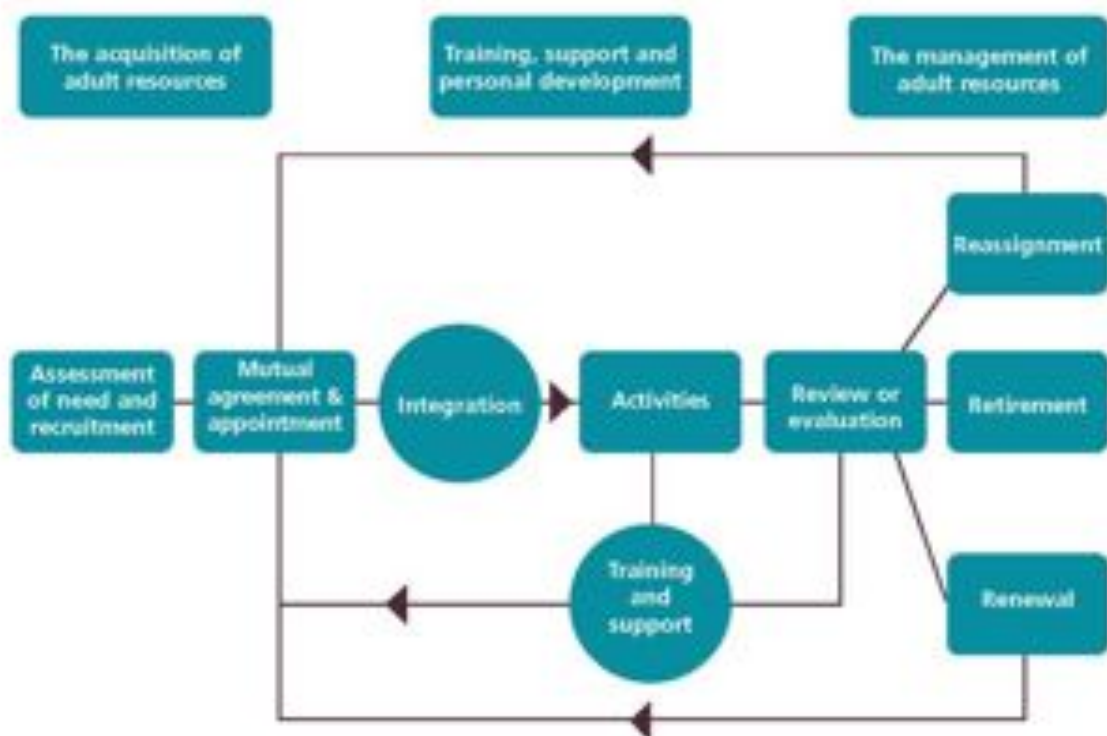 The acquisition of
adult resources
Training, support and
personal development
The management of
adult resources
Reassignment
Assessment
of need and
recruitment
Mutual
agreement &
appointment
Integration
Activities
Review or
evaluation
Retirement
Training
and
support
Renewal